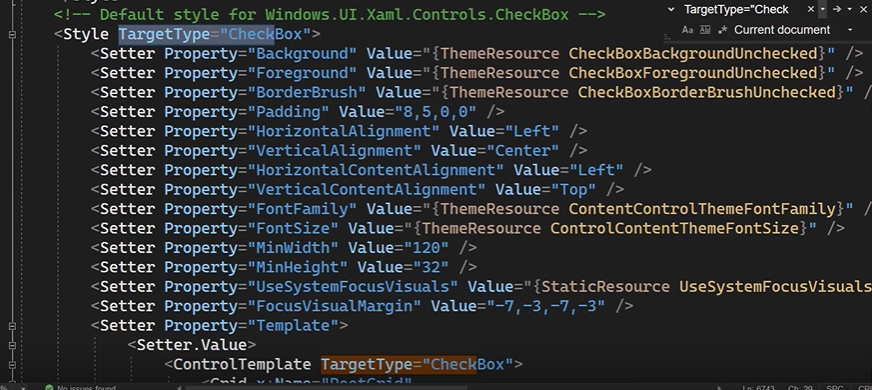 </Style>
<!-- Default style for Windows.UI.Xaml.Controls.CheckBox -->
<Style TargetType="CheckBox">
<Setter Property="Background" Value="{ThemeResource CheckBoxBackgroundUnchecked}" />
<Setter Property="Foreground" Value="{ThemeResource CheckBoxForegroundUnchecked}" />
<Setter Property="BorderBrush" Value="{ThemeResource CheckBoxBorderBrushUnchecked}" /
<Setter Property="Padding" Value="8,5,0,0" />
<Setter Property="HorizontalAlignment" Value="Left" />
<Setter Property="VerticalAlignment" Value="Center" />
<Setter Property="HorizontalContentAlignment" Value="Left" />
<Setter Property="VerticalContentAlignment" Value="Top" />
<Setter Property="FontFamily" Value="{ThemeResource ContentControlThemeFontFamily}" /
<Setter Property="FontSize" Value="{ThemeResource ControlContentThemeFontSize}" />
<Setter Property="MinWidth" Value="120" />
<Setter Property="MinHeight" Value="32" />
<Setter Property="UseSystemFocusVisuals" Value="{StaticResource UseSystemFocusVisuals
<Setter Property="FocusVisualMargin" Value="-7,-3,-7,-3" />
<Setter Property="Template">
<Setter.Value>
<ControlTemplate TargetType="CheckBox">
<Grid x:Name="RootGrid"
TargetType="Check
Aa Ab| .* Current document
% No issues found Ln: 6743 Ch: 29 SPC